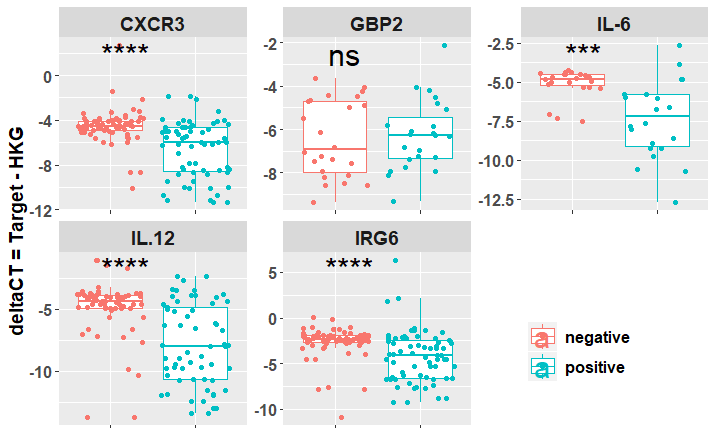 CXCR3
GBP2
IL-6
****
ns
***
0
-4
-8
-12
-2
-4
-6
-8
-2.5
-5.0
-7.5
-10.0
-12.5
deltaCT = Target - HKG
IL.12
IRG6
****
****
-5
-10
5
0
-5
-10
a negative
a positive